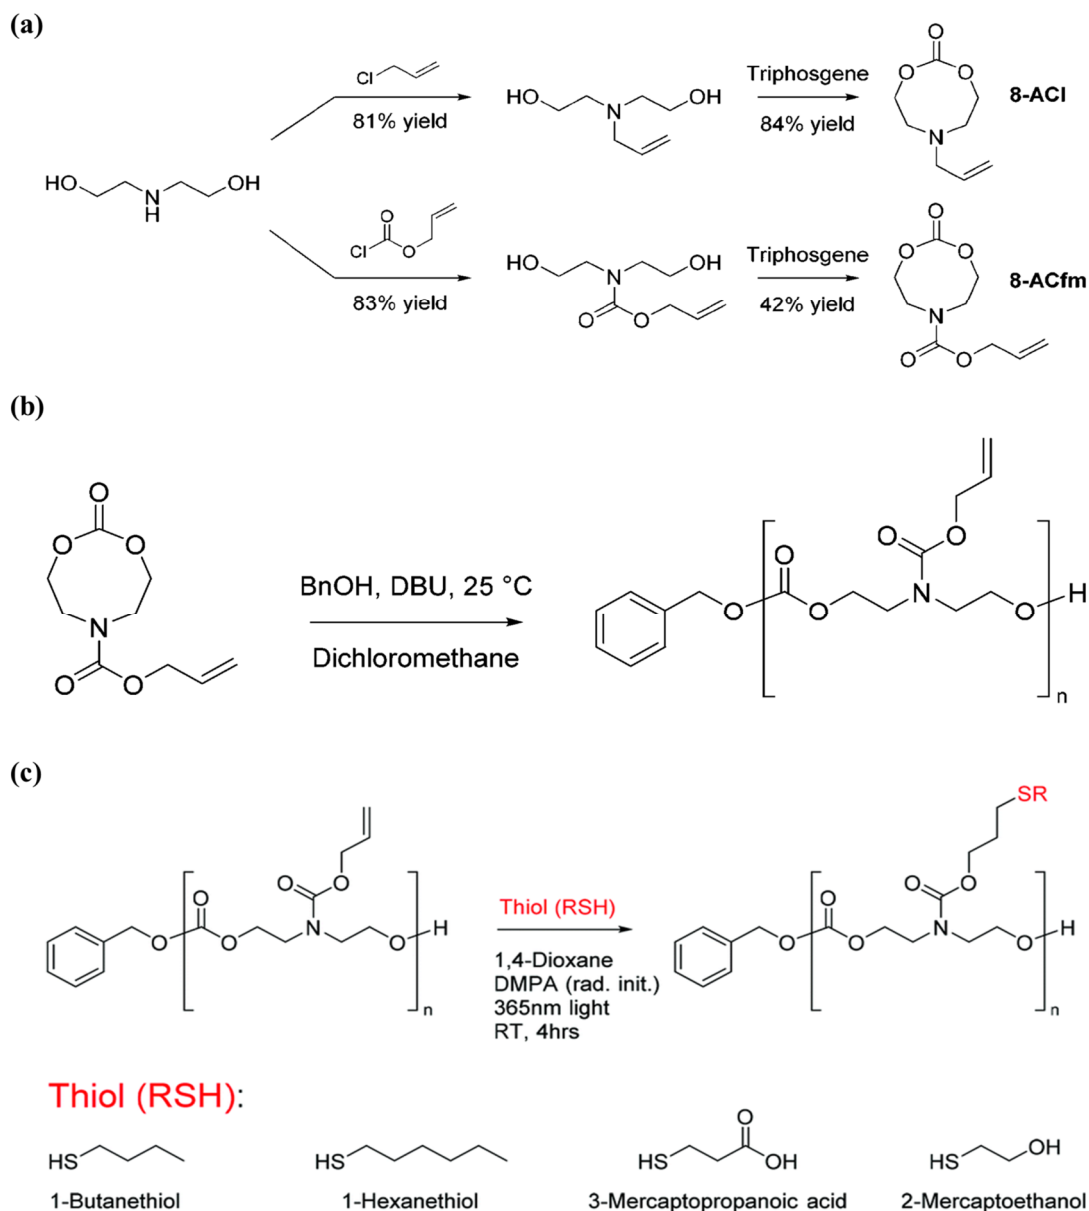 (a)
Cl
81% yield
HO N OH
Triphosgene
84% yield
O
O O
N
8-ACl
HO N H OH
O
Cl O
83% yield
HO N OH
O O
Triphosgene
42% yield
O
O O
N
O O
8-ACfm
(b)
O
O O
N
O O
BnOH, DBU, 25 °C
Dichloromethane
O
O O
O O N O H
n
(c)
O
O O
O O N O H
n
Thiol (RSH)
1,4-Dioxane
DMPA (rad. init.)
365nm light
RT, 4hrs
SR
O
O O
O O N O H
n
Thiol (RSH):
HS
1-Butanethiol
HS
1-Hexanethiol
HS O OH
3-Mercaptopropanoic acid
HS OH
2-Mercaptoethanol